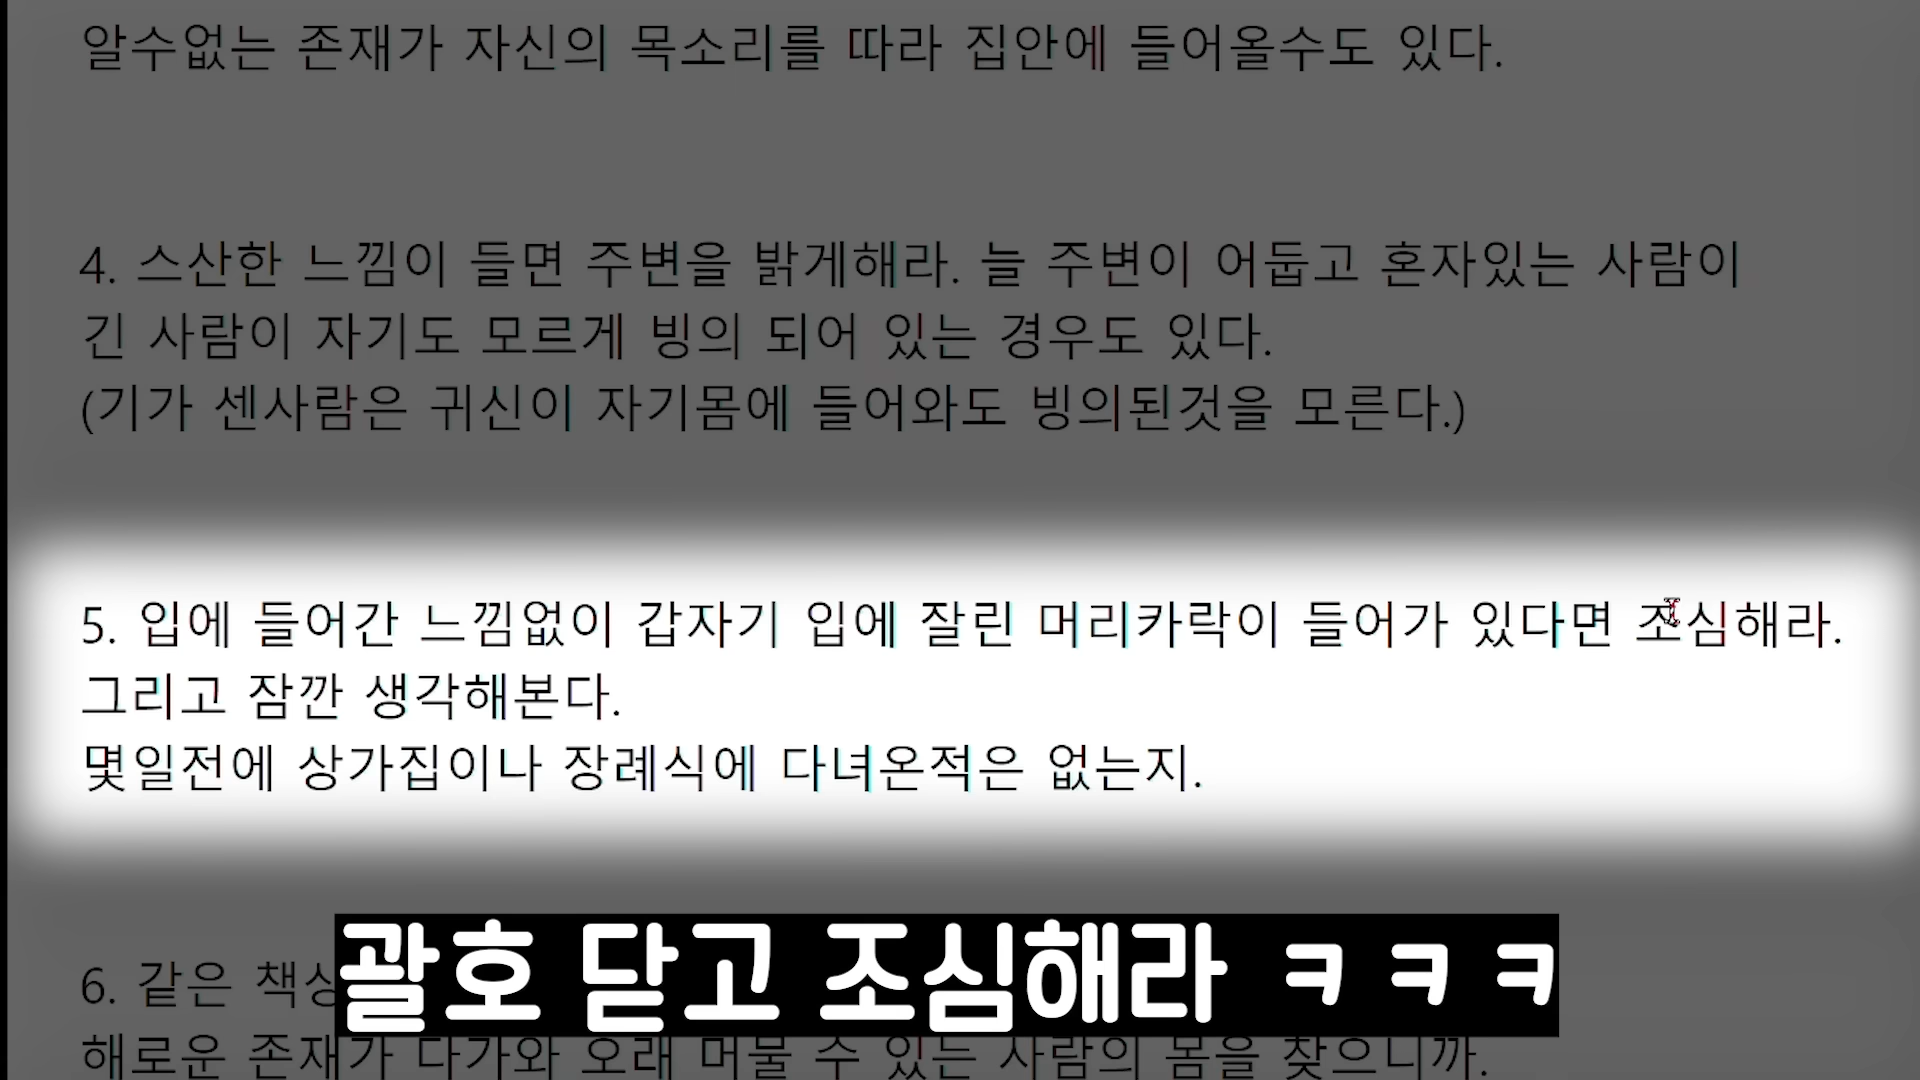 알수없는 존재가 자신의 목소리를 따라 집안에 들어올수도 있다.
4. 스산한 느낌이 들면 주변을 밝게해라. 늘 주변이 어둡고 혼자있는 사람이
긴 사람이 자기도 모르게 빙의 되어 있는 경우도 있다.
(기가 센사람은 귀신이 자기몸에 들어와도 빙의된것을 모른다.)
5. 입에 들어간 느낌없이 갑자기 입에 잘린 머리카락이 들어가 있다면 조심해라.
그리고 잠깐 생각해본다.
몇일전에 상가집이나 장례식에 다녀온적은 없는지.
6. 같은
괄호 닫고 조심해라 ㅋㅋㅋ
해로운 존재가 다가와 오래 머물 수 있는 사람의 몸을 찾으니까.